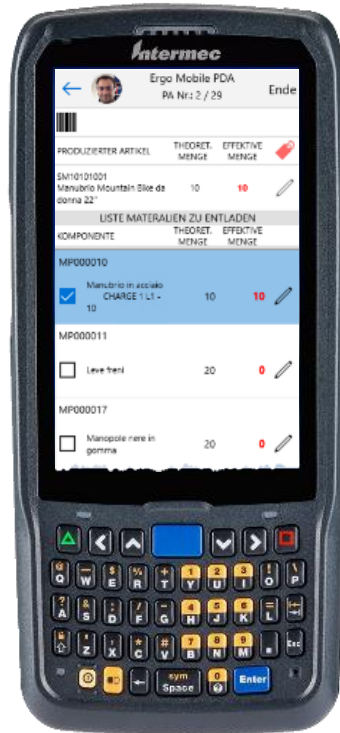 Intermec
Ergo Mobile PDA
PA Nr.: 2 / 29
Ende
PRODUZIERTER ARTIKEL THEORET. MENGE EFFEKTIVE MENGE
SM10101001
Manubrio Mountain Bike da donna 22" 10 10
LISTE MATERALIEN ZU ENTLADEN
KOMPONENTE THEORET. MENGE EFFEKTIVE MENGE
MP000010
Manubrio in acciaio
CHARGE 1 L1 - 10 10
10
MP000011
Leve freni 20 0
MP000017
Manopole nere in gomma 20 0
Q W E R T Y U I O P
A S D F G H J K L
Z X C V B N M . Esc
sym
Space
Enter